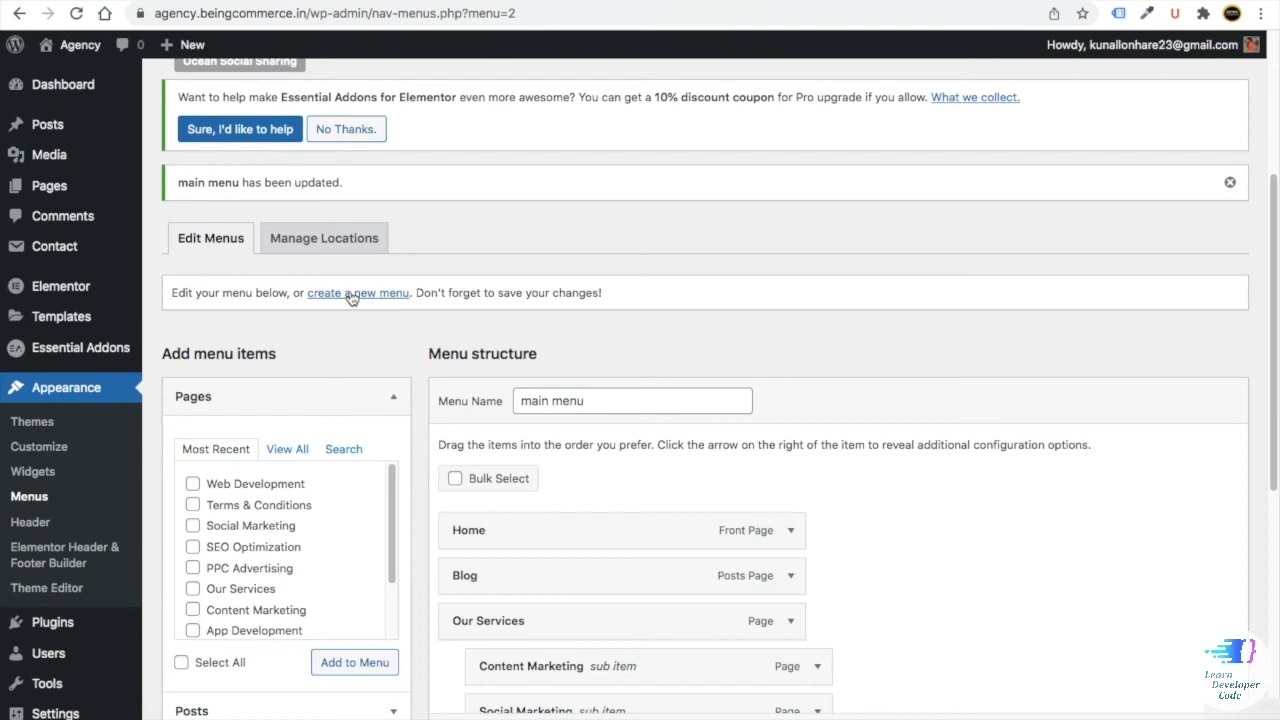 agency.beingcommerce.in/wp-admin/nav-menus.php?menu=2
Agency
0
New
Howdy, kunallonhare23@gmail.com
Dashboard
Posts
Media
Pages
Comments
Contact
Elementor
Templates
Essential Addons
Appearance
Themes
Customize
Widgets
Menus
Header
Elementor Header &
Footer Builder
Theme Editor
Plugins
Users
Tools
Settings
Ocean Social Sharing
Want to help make Essential Addons for Elementor even more awesome? You can get a 10% discount coupon for Pro upgrade if you allow. What we collect.
Sure, I'd like to help
No Thanks.
main menu has been updated.
Edit Menus
Manage Locations
Edit your menu below, or create a new menu. Don't forget to save your changes!
Add menu items
Pages
Most Recent
View All
Search
Web Development
Terms & Conditions
Social Marketing
SEO Optimization
PPC Advertising
Our Services
Content Marketing
App Development
Select All
Add to Menu
Posts
Menu structure
Menu Name
main menu
Drag the items into the order you prefer. Click the arrow on the right of the item to reveal additional configuration options.
Bulk Select
Home Front Page
Blog Posts Page
Our Services Page
Content Marketing sub item Page
Social Marketing sub item Page
Learn
Developer
Code